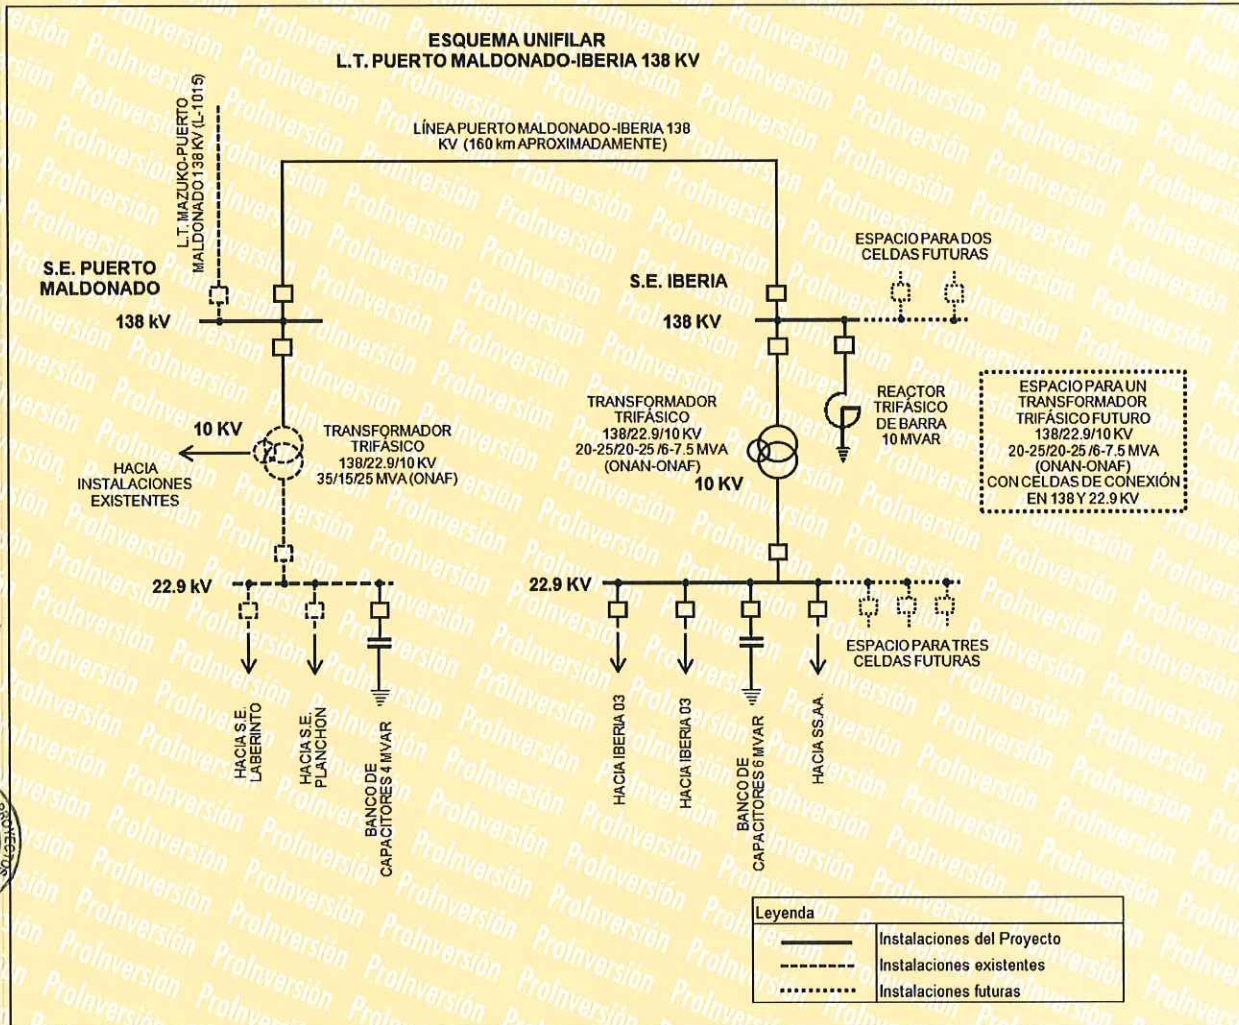 ESQUEMA UNIFILAR
L.T. PUERTO MALDONADO-IBERIA 138 KV
L.T. MAZUKO-PUERTO
MALDONADO 138 KV (L-1015)
LÍNEA PUERTO MALDONADO-IBERIA 138
KV (160 km APROXIMADAMENTE)
S.E. PUERTO
MALDONADO
138 kV
S.E. IBERIA
138 KV
ESPACIO PARA DOS
CELDAS FUTURAS
10 KV
HACIA
INSTALACIONES
EXISTENTES
TRANSFORMADOR
TRIFÁSICO
138/22.9/10 KV
35/15/25 MVA (ONAF)
TRANSFORMADOR
TRIFÁSICO
138/22.9/10 KV
20-25/20-25 /6-7.5 MVA
(ONAN-ONAF)
10 KV
REACTOR
TRIFÁSICO
DE BARRA
10 MVAR
ESPACIO PARA UN
TRANSFORMADOR
TRIFÁSICO FUTURO
138/22.9/10 KV
20-25/20-25 /6-7.5 MVA
(ONAN-ONAF)
CON CELDAS DE CONEXIÓN
EN 138 Y 22.9 KV
22.9 kV
HACIA S.E.
LABERINTO
HACIA S.E.
PLANCHON
BANCO DE
CAPACITORES 4 MVAR
22.9 KV
HACIA IBERIA 03
HACIA IBERIA 03
BANCO DE
CAPACITORES 6 MVAR
HACIA SS.AA.
ESPACIO PARA TRES
CELDAS FUTURAS
Leyenda
Instalaciones del Proyecto
Instalaciones existentes
Instalaciones futuras
ProInversión
PROYECTOS